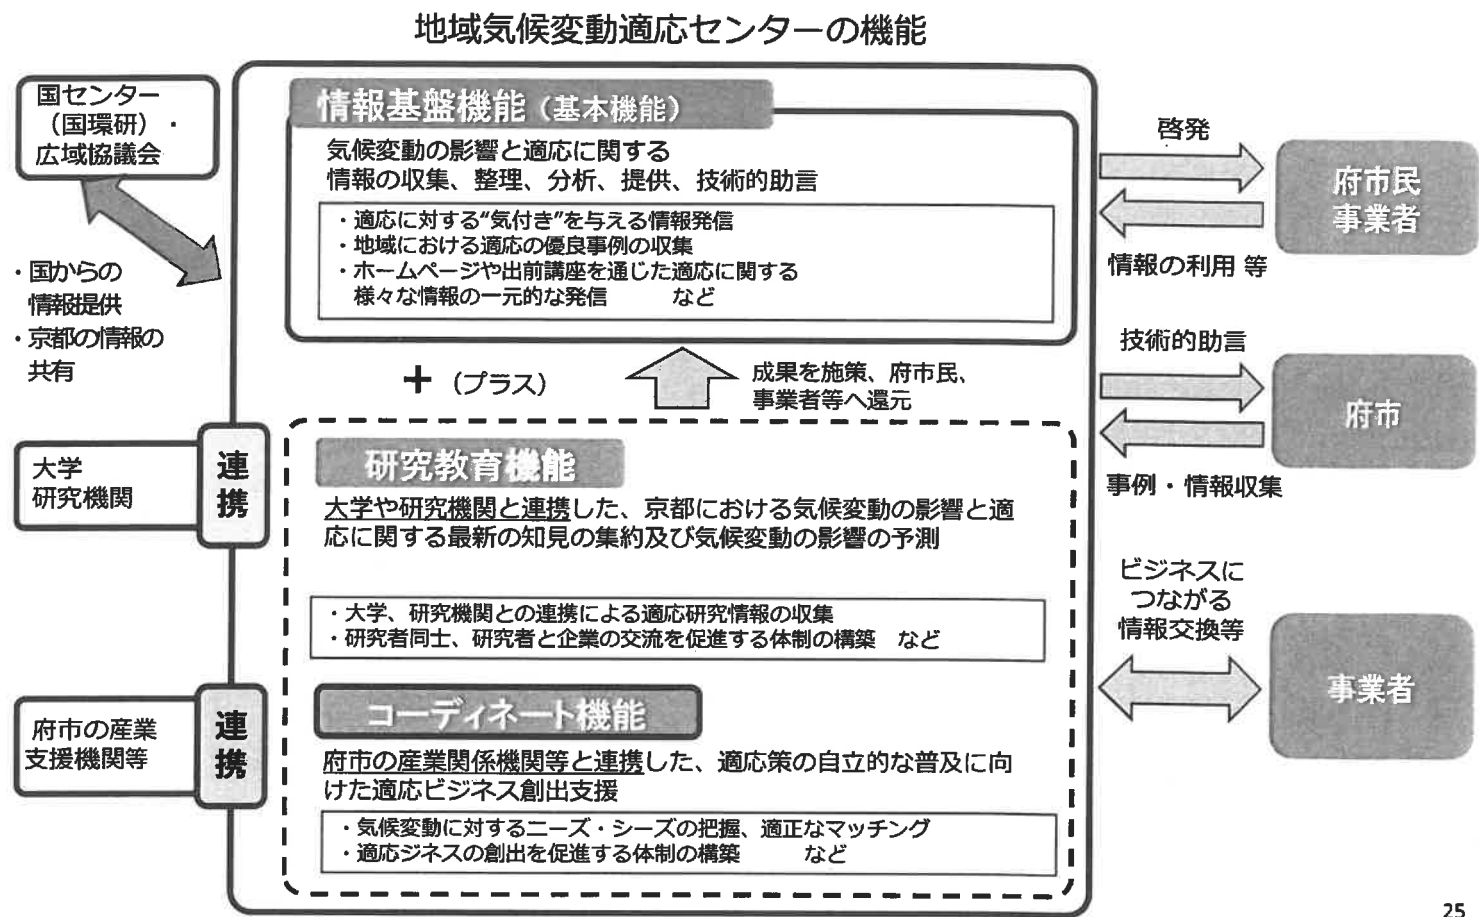 地域気候変動適応センターの機能
国センター
（国環研）・
広域協議会
・国からの
情報提供
・京都の情報の
共有
情報基盤機能（基本機能）
気候変動の影響と適応に関する
情報の収集、整理、分析、提供、技術的助言
・適応に対する“気付き”を与える情報発信
・地域における適応の優良事例の収集
・ホームページや出前講座を通じた適応に関する
様々な情報の一元的な発信　　　など
啓発
府市民
事業者
情報の利用 等
＋（プラス）
成果を施策、府市民、
事業者等へ還元
技術的助言
府市
事例・情報収集
大学
研究機関
連
携
研究教育機能
大学や研究機関と連携した、京都における気候変動の影響と適
応に関する最新の知見の集約及び気候変動の影響の予測
・大学、研究機関との連携による適応研究情報の収集
・研究者同士、研究者と企業の交流を促進する体制の構築　など
ビジネスに
つながる
情報交換等
事業者
府市の産業
支援機関等
連
携
コーディネート機能
府市の産業関係機関等と連携した、適応策の自立的な普及に向
けた適応ビジネス創出支援
・気候変動に対するニーズ・シーズの把握、適正なマッチング
・適応ジネスの創出を促進する体制の構築　　　など
25